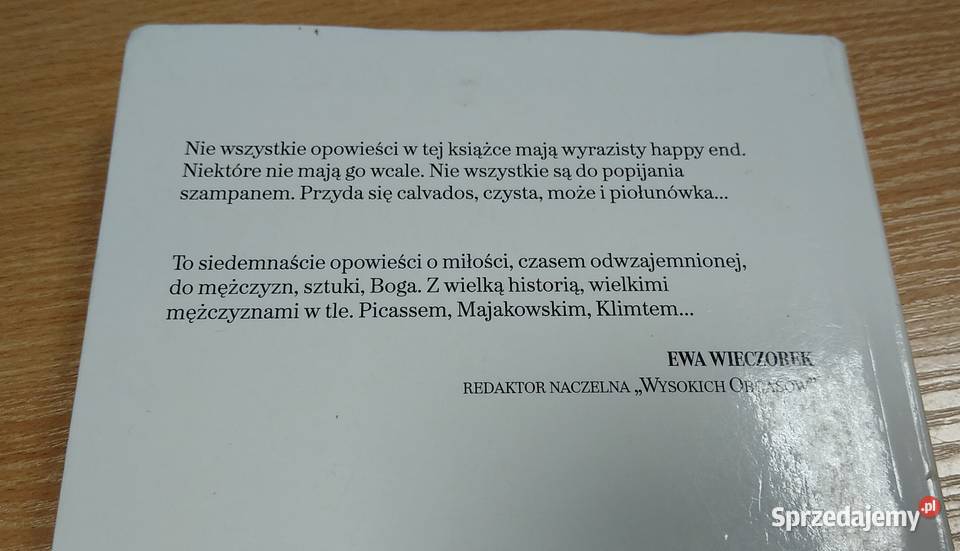 Nie wszystkie opowieści w tej książce mają wyrazisty happy end.
Niektóre nie mają go wcale. Nie wszystkie są do popijania
szampanem. Przyda się calvados, czysta, może i piołunówka...
To siedemnaście opowieści o miłości, czasem odwzajemnionej,
do mężczyzn, sztuki, Boga. Z wielką historią, wielkimi
mężczyznami w tle. Picassem, Majakowskim, Klimtem...
EWA WIECZOREK
REDAKTOR NACZELNA „WYSOKICH OBCASÓW”
Sprzedajemy.pl